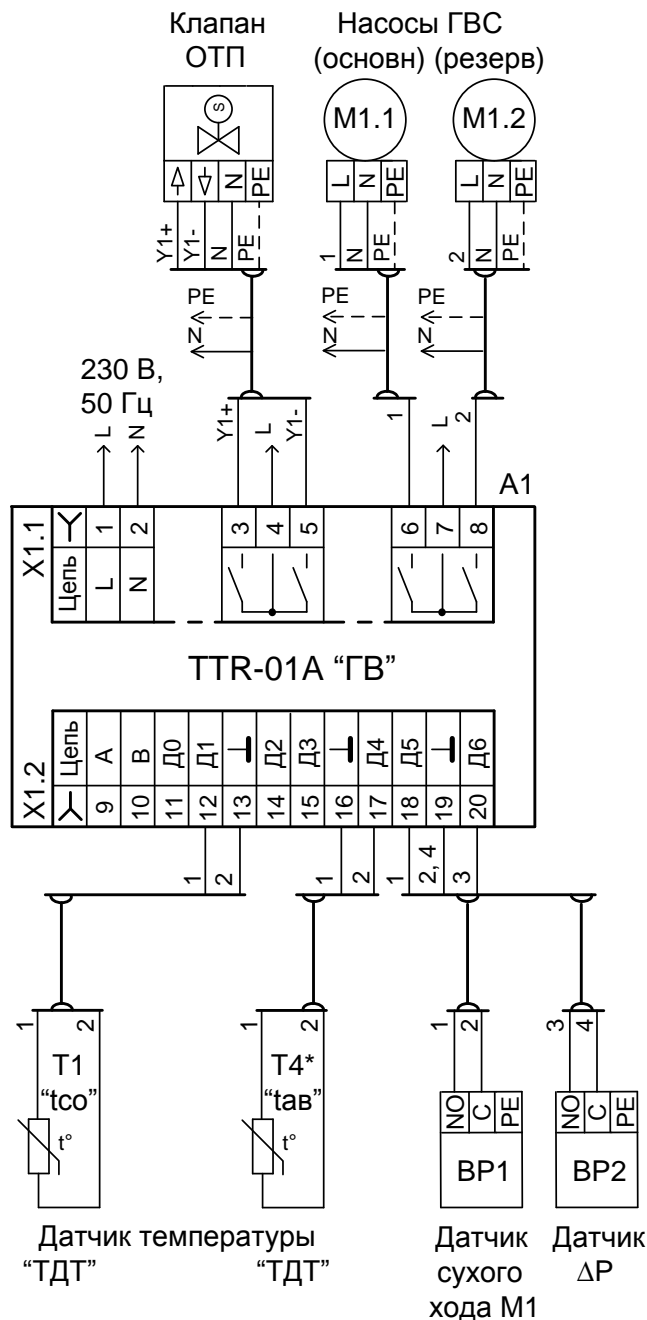 Клапан
ОТП
Насосы ГВС
(основн) (резерв)
S
M1.1
M1.2
N
PE
L
N
PE
L
N
PE
Y1+
Y1-
N
PE
1
N
PE
2
N
PE
PE
N
PE
N
PE
N
230 В,
50 Гц
L
N
Y1+
L
Y1-
1
L
2
A1
X1.1
1
2
3
4
5
6
7
8
Цепь
L
N
TTR-01A “ГВ”
X1.2
Цепь
A
B
Д0
Д1
Д2
Д3
Д4
Д5
Д6
9
10
11
12
13
14
15
16
17
18
19
20
1
2
1
2
1
2, 4
3
1
2
1
2
1
2
3
4
T1
“tco”
t°
T4*
“taв”
t°
NO
C
PE
BP1
NO
C
PE
BP2
Датчик температуры
“ТДТ”
“ТДТ”
Датчик
сухого
хода М1
Датчик
ΔP